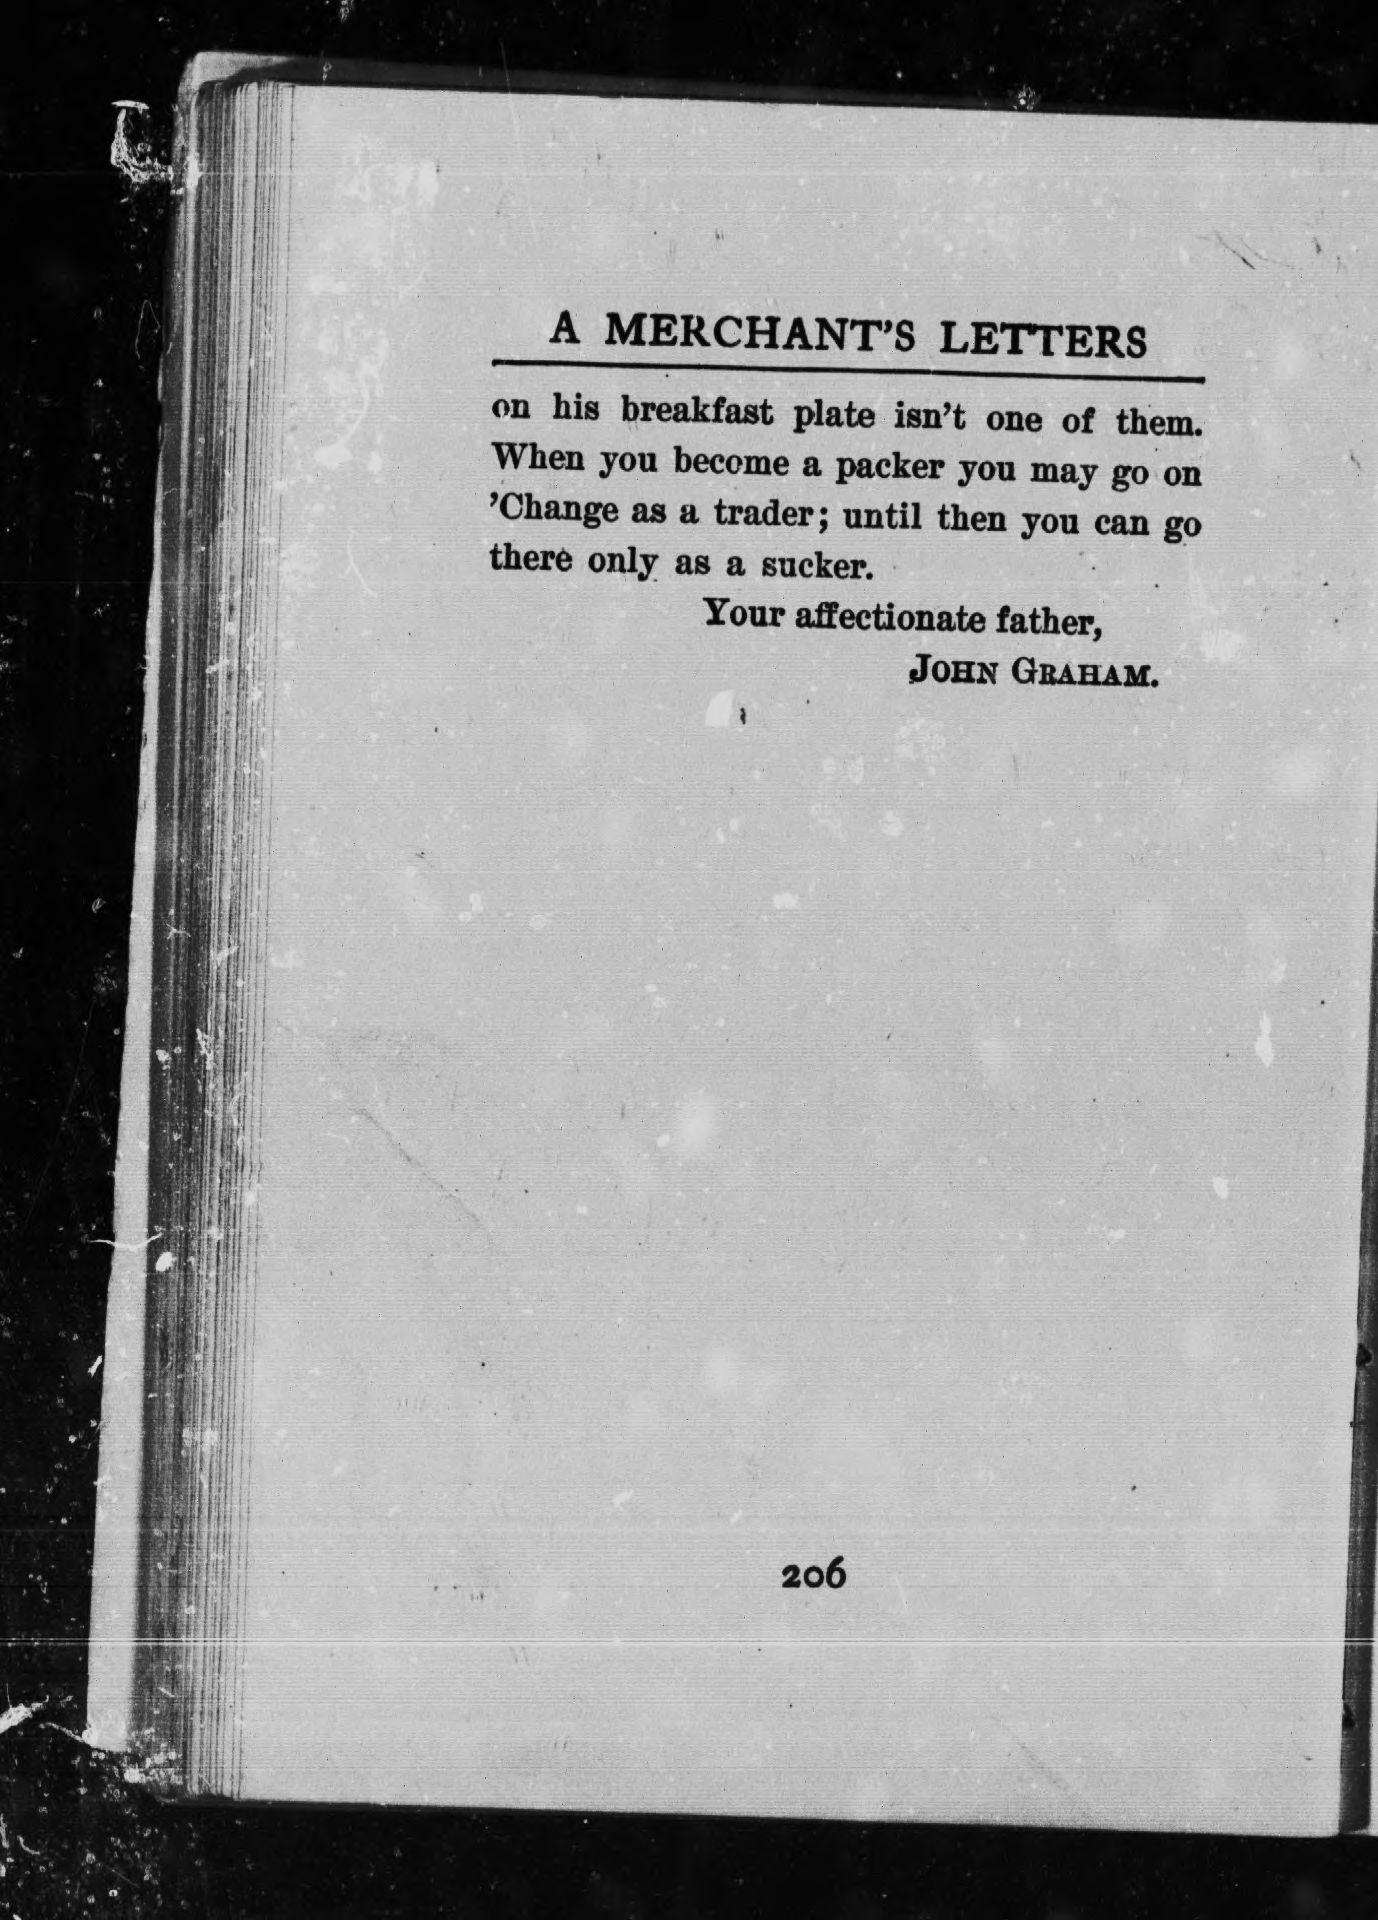 A MERCHANT'S LETTERS
on his breakfast plate isn't one of them.
When you become a packer you may go on
'Change as a trader; until then you can go
there only as a sucker.
Your affectionate father,
JOHN GRAHAM.
206